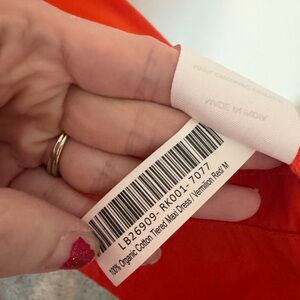 MADE IN INDIA
LB26909- RK001- 7077
100% Organic Cotton Tiered Maxi Dress / Vermilion Red/ M